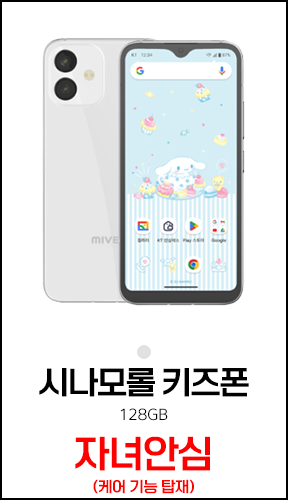 MIVE
KT 12:34
갤러리
KT 안심박스
Play 스토어
Google
시나모롤 키즈폰
128GB
자녀안심
(케어 기능 탑재)